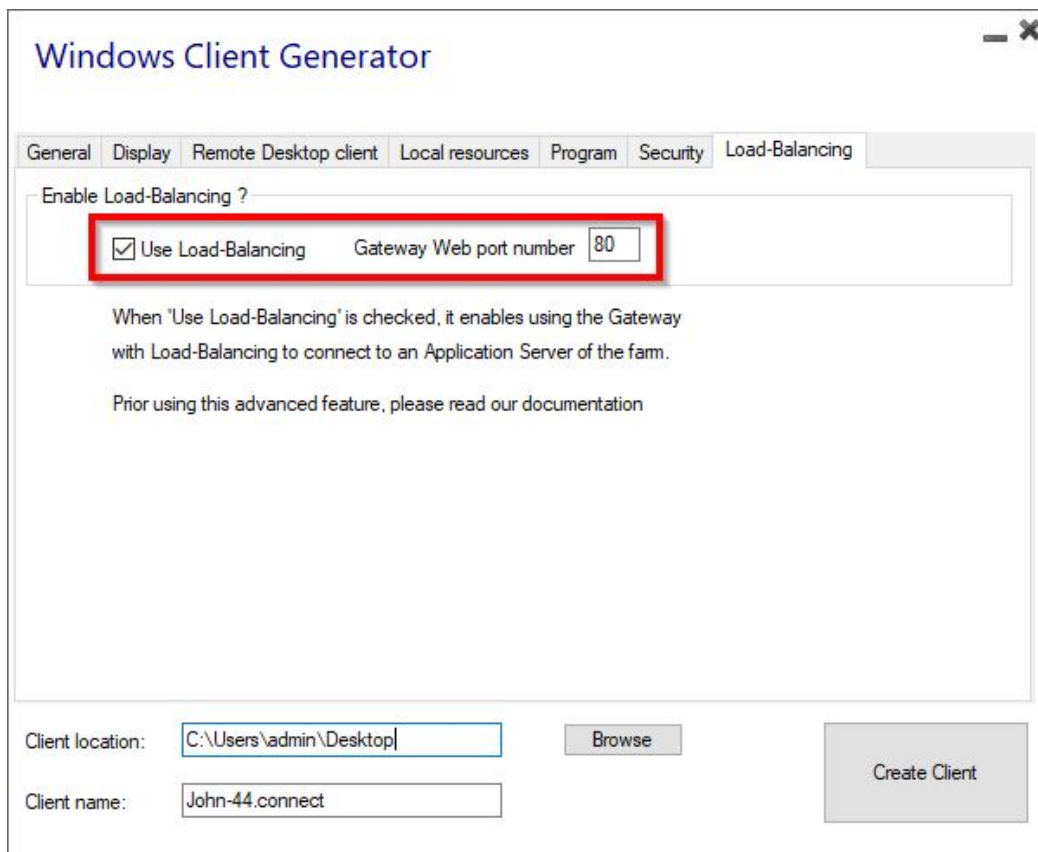 Windows Client Generator
General Display Remote Desktop client Local resources Program Security Load-Balancing
Enable Load-Balancing ?
Use Load-Balancing Gateway Web port number 80
When 'Use Load-Balancing' is checked, it enables using the Gateway
with Load-Balancing to connect to an Application Server of the farm.
Prior using this advanced feature, please read our documentation
Client location: C:\Users\admin\Desktop Browse
Create Client
Client name: John-44.connect